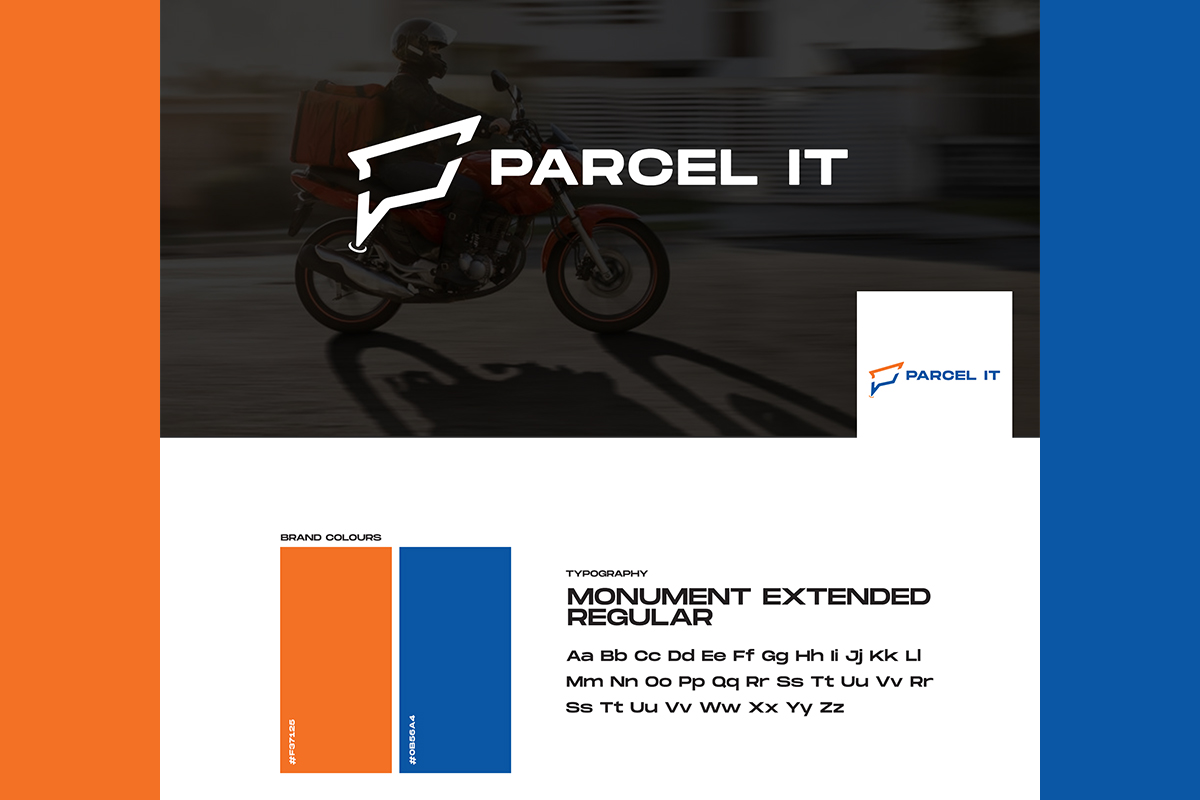 PARCEL IT
PARCEL IT
BRAND COLOURS
#F37125
#0B56A4
TYPOGRAPHY
MONUMENT EXTENDED
REGULAR
Aa Bb Cc Dd Ee Ff Gg Hh Ii Jj Kk Ll
Mm Nn Oo Pp Qq Rr Ss Tt Uu Vv Rr
Ss Tt Uu Vv Ww Xx Yy Zz